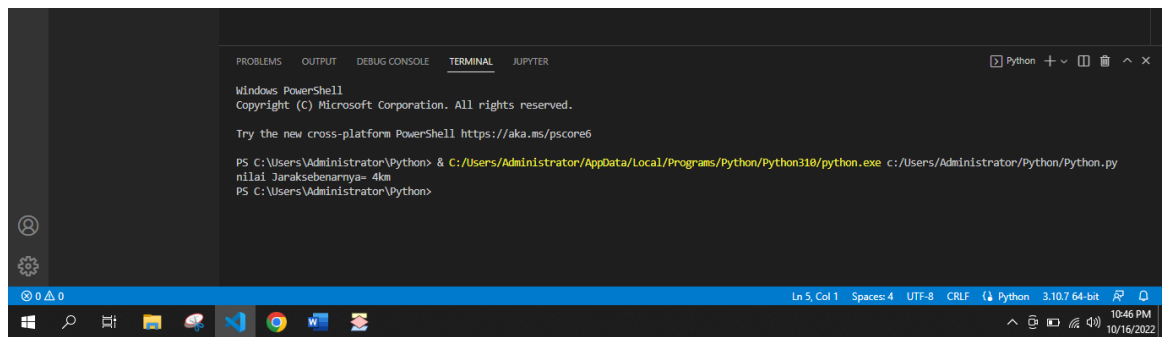 PROBLEMS OUTPUT DEBUG CONSOLE TERMINAL JUPYTER Python
Windows PowerShell
Copyright (C) Microsoft Corporation. All rights reserved.
Try the new cross-platform PowerShell https://aka.ms/pscore6
PS C:\Users\Administrator\Python> & C:/Users/Administrator/AppData/Local/Programs/Python/Python310/python.exe c:/Users/Administrator/Python/Python.py
nilai Jaraksebenarnya= 4km
PS C:\Users\Administrator\Python>
0 0 Ln 5, Col 1 Spaces: 4 UTF-8 CRLF Python 3.10.7 64-bit
10:46 PM
10/16/2022